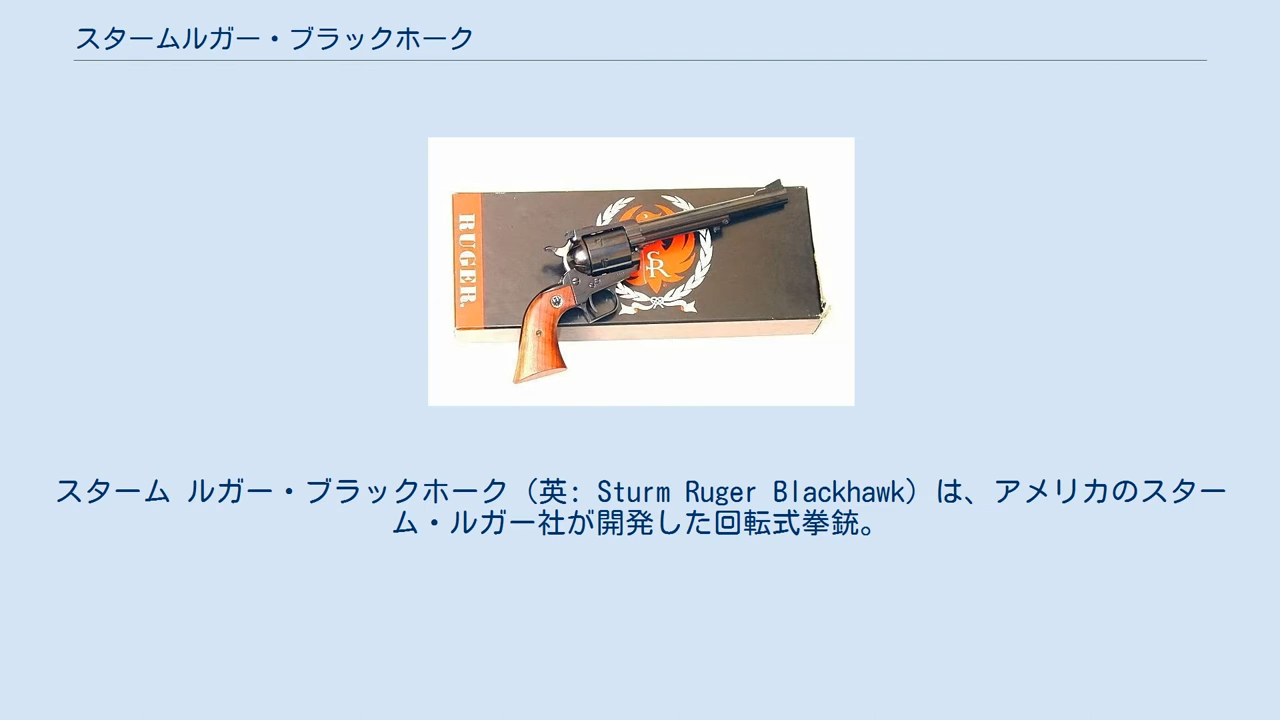 スタームルガー・ブラックホーク
RUGER.
SR
スターム ルガー・ブラックホーク（英: Sturm Ruger Blackhawk）は、アメリカのスター
ム・ルガー社が開発した回転式拳銃。